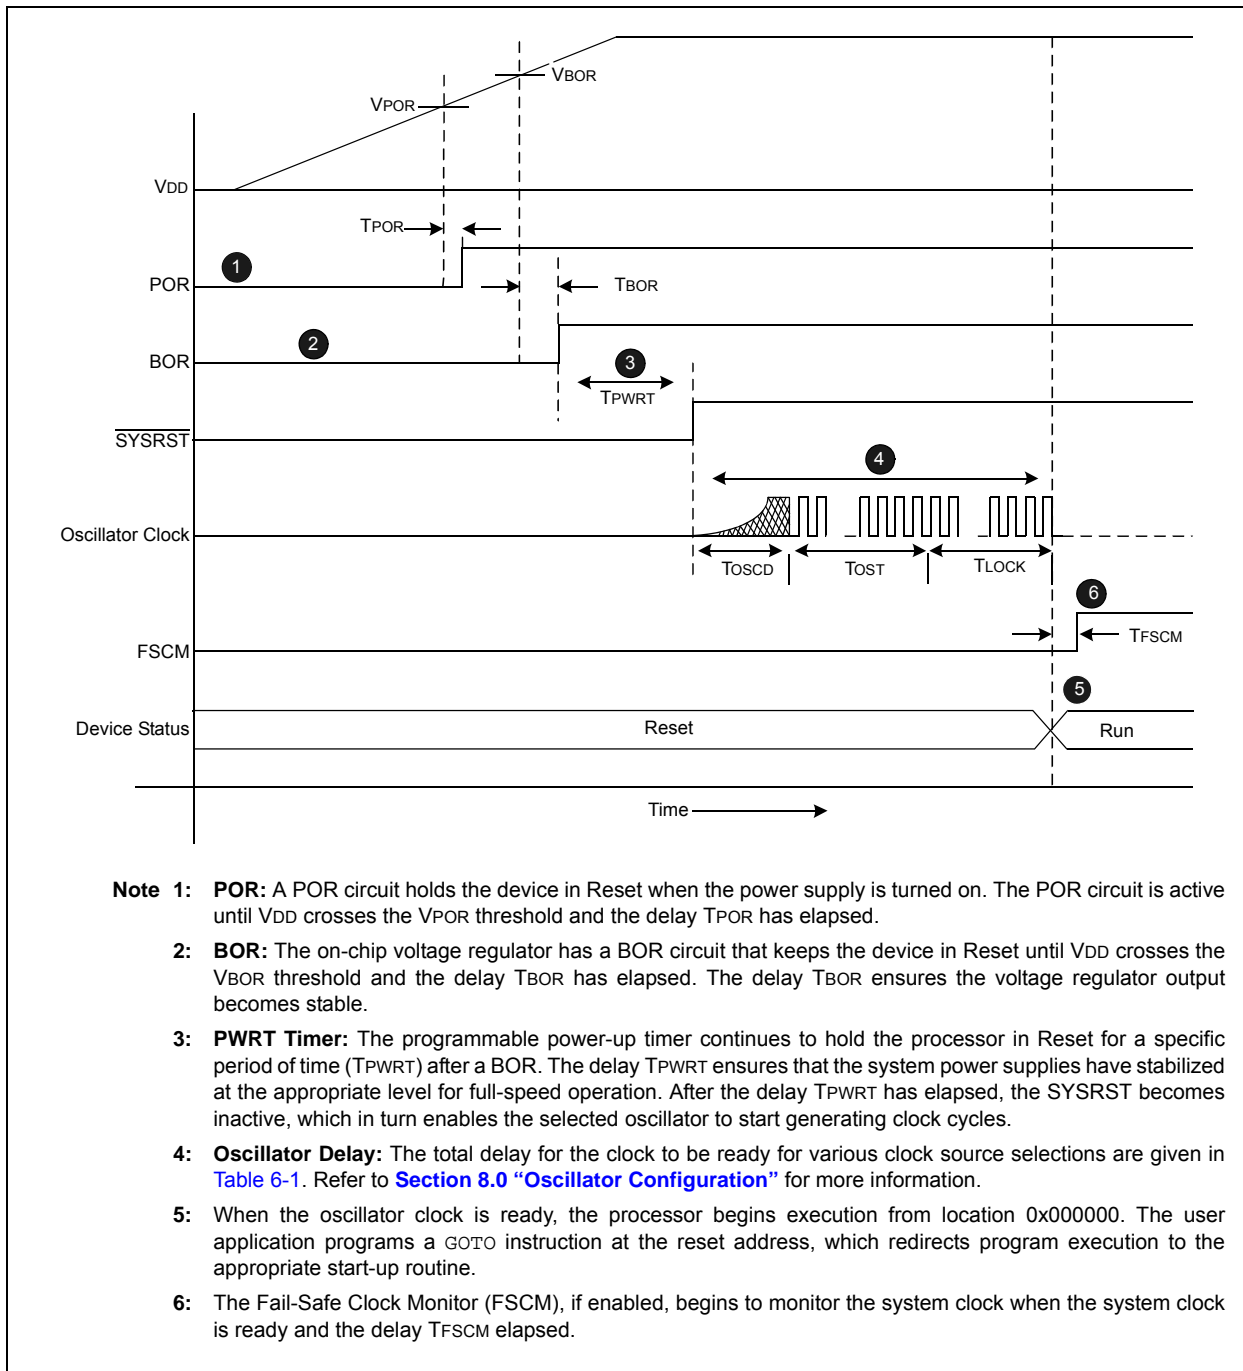 VBOR
VPOR
VDD
TPOR
1
POR
TBOR
2
BOR
3
TPWRT
SYSRST
4
Oscillator Clock
TOSCD
TOST
TLOCK
6
FSCM
TFSCM
5
Device Status
Reset
Run
Time
Note 1: POR: A POR circuit holds the device in Reset when the power supply is turned on. The POR circuit is active
until VDD crosses the VPOR threshold and the delay TPOR has elapsed.
2: BOR: The on-chip voltage regulator has a BOR circuit that keeps the device in Reset until VDD crosses the
VBOR threshold and the delay TBOR has elapsed. The delay TBOR ensures the voltage regulator output
becomes stable.
3: PWRT Timer: The programmable power-up timer continues to hold the processor in Reset for a specific
period of time (TPWRT) after a BOR. The delay TPWRT ensures that the system power supplies have stabilized
at the appropriate level for full-speed operation. After the delay TPWRT has elapsed, the SYSRST becomes
inactive, which in turn enables the selected oscillator to start generating clock cycles.
4: Oscillator Delay: The total delay for the clock to be ready for various clock source selections are given in
Table 6-1. Refer to Section 8.0 “Oscillator Configuration” for more information.
5: When the oscillator clock is ready, the processor begins execution from location 0x000000. The user
application programs a GOTO instruction at the reset address, which redirects program execution to the
appropriate start-up routine.
6: The Fail-Safe Clock Monitor (FSCM), if enabled, begins to monitor the system clock when the system clock
is ready and the delay TFSCM elapsed.